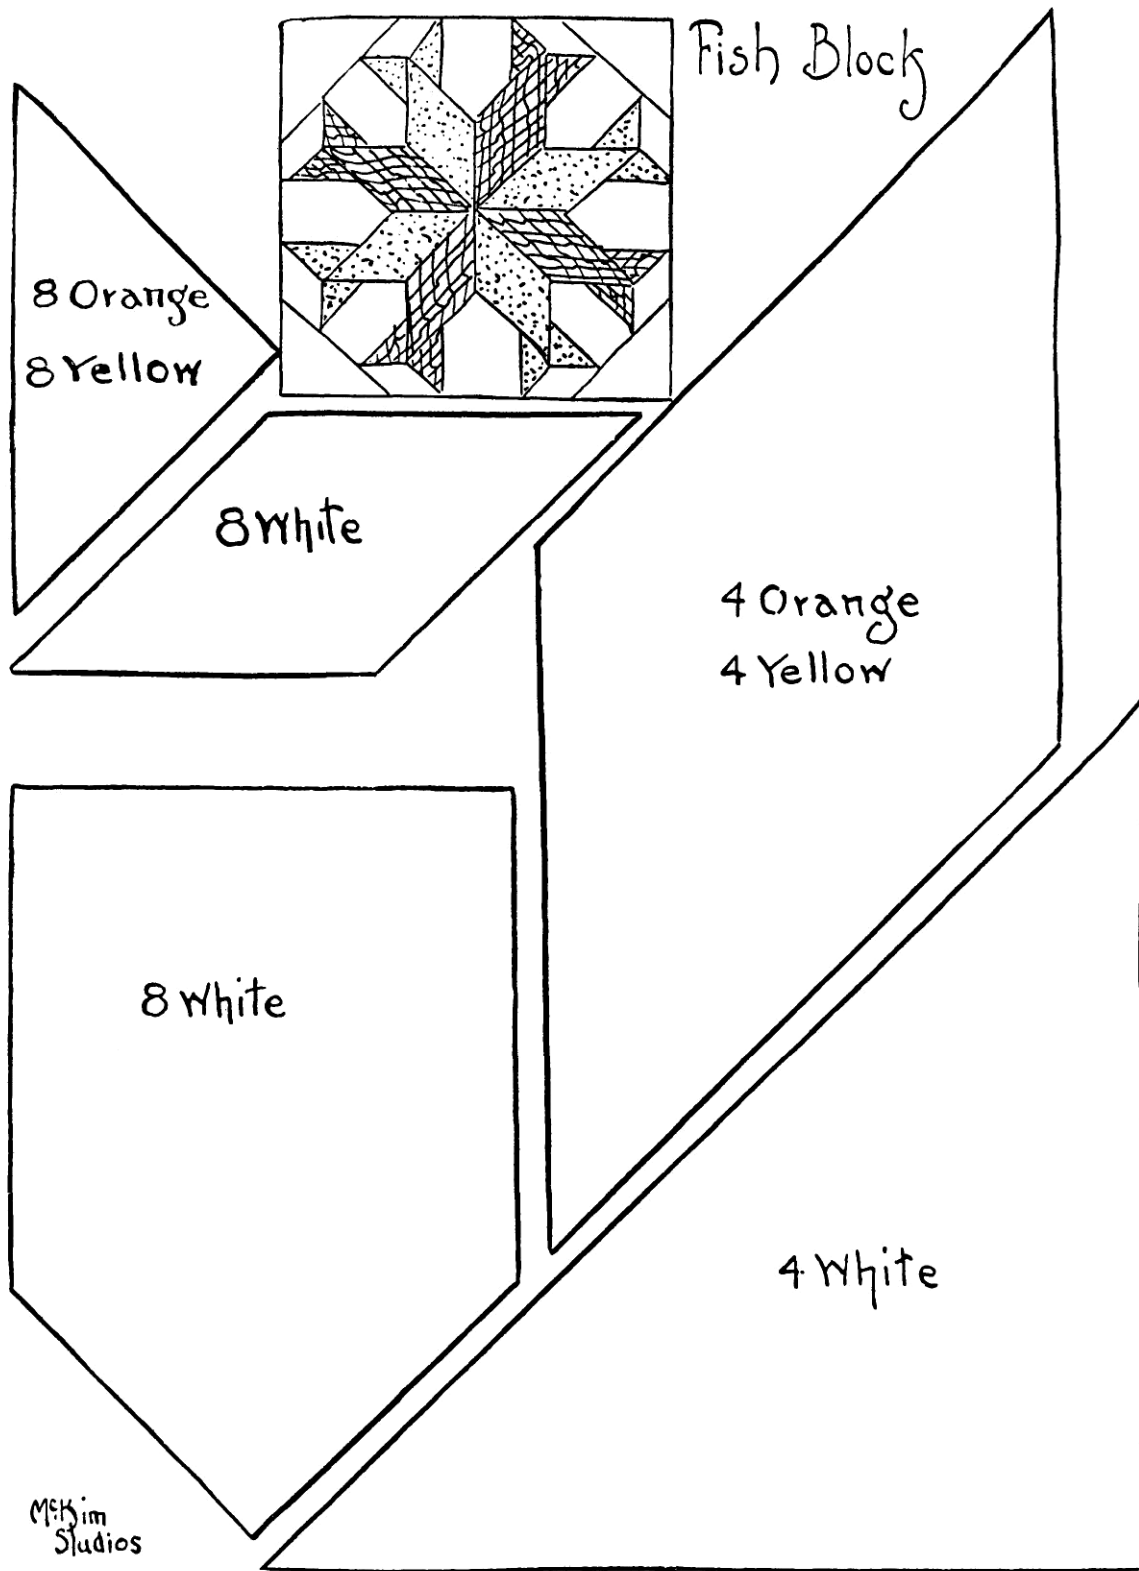 Fish Block
8 Orange
8 Yellow
8 White
4 Orange
4 Yellow
8 White
4 White
McKim
Studios